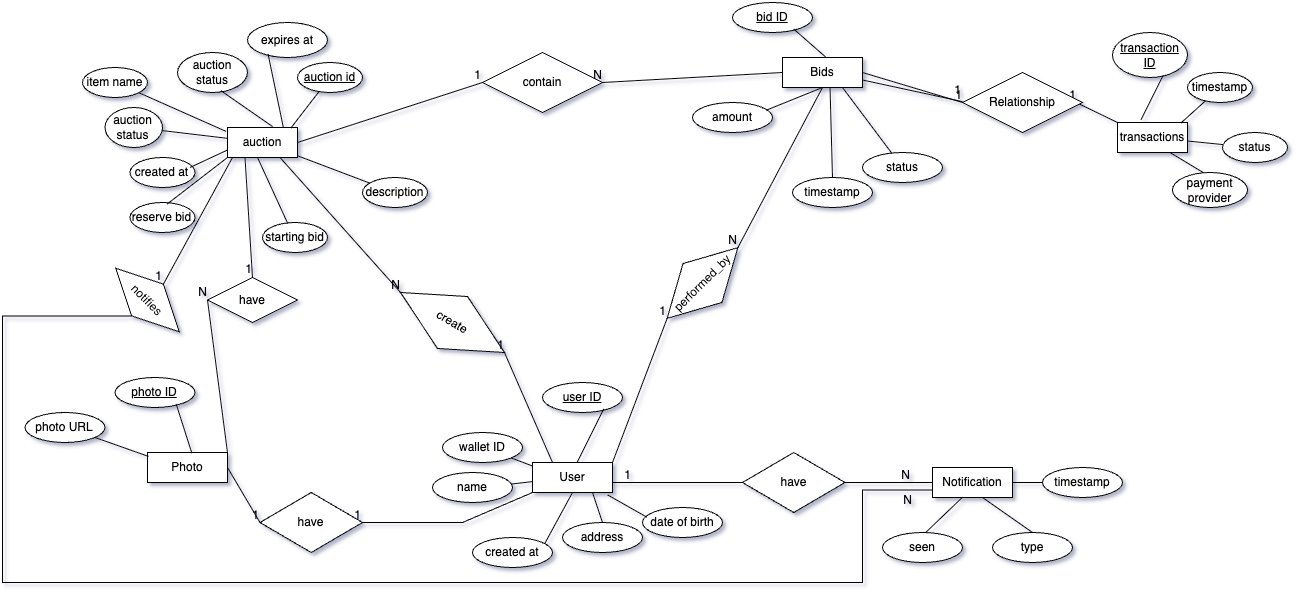 bid ID
expires at
auction
status
auction id
item name
1
contain
N
Bids
transaction
ID
timestamp
1
Relationship
1
amount
auction
status
auction
transactions
status
created at
description
status
timestamp
payment
provider
reserve bid
starting bid
N
performed_by
1
1
notifies
1
have
N
N
create
1
photo ID
user ID
photo URL
wallet ID
Photo
User
1
have
N
Notification
timestamp
name
N
1
have
1
date of birth
address
created at
seen
type